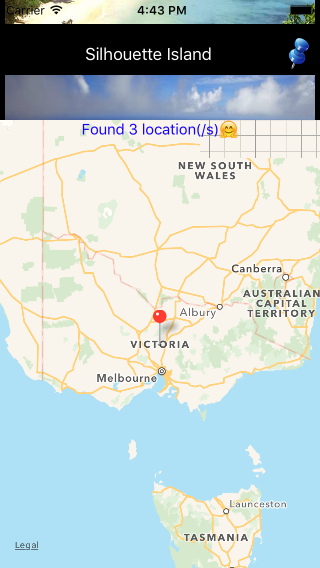 Carrier 4:43 PM
Silhouette Island
Found 3 location(/s)🤗
NEW SOUTH
WALES
Canberra
AUSTRALIAN
CAPITAL
TERRITORY
Albury
VICTORIA
Melbourne
Launceston
TASMANIA
Legal